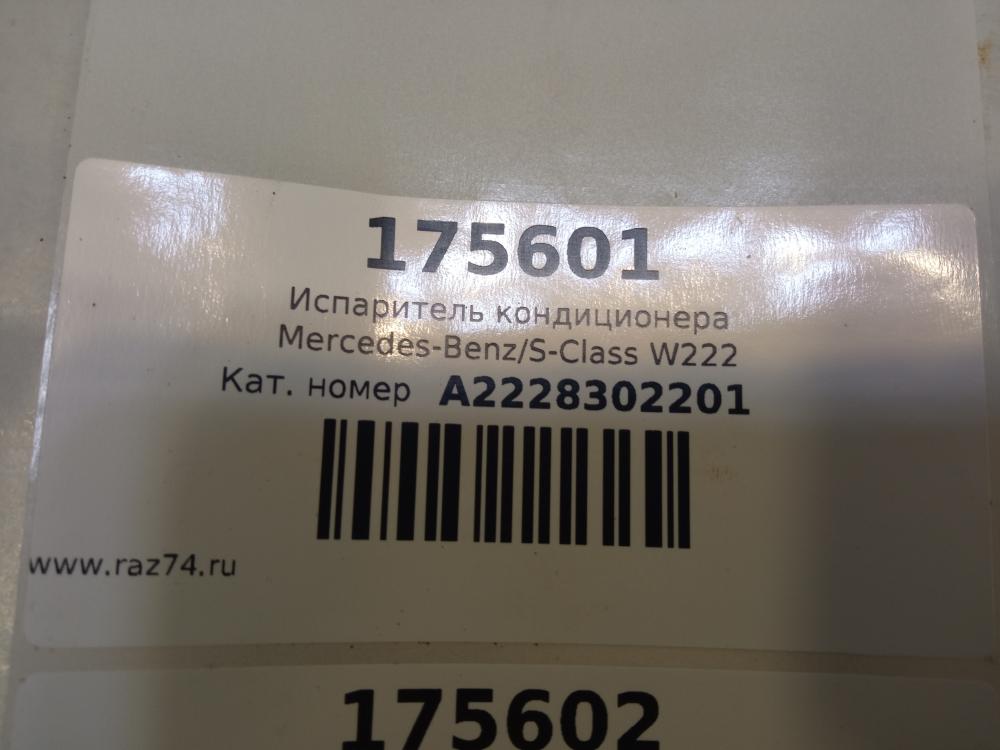 175601
Испаритель кондиционера
Mercedes-Benz/S-Class W222
Кат. номер A2228302201
www.raz74.ru
175602